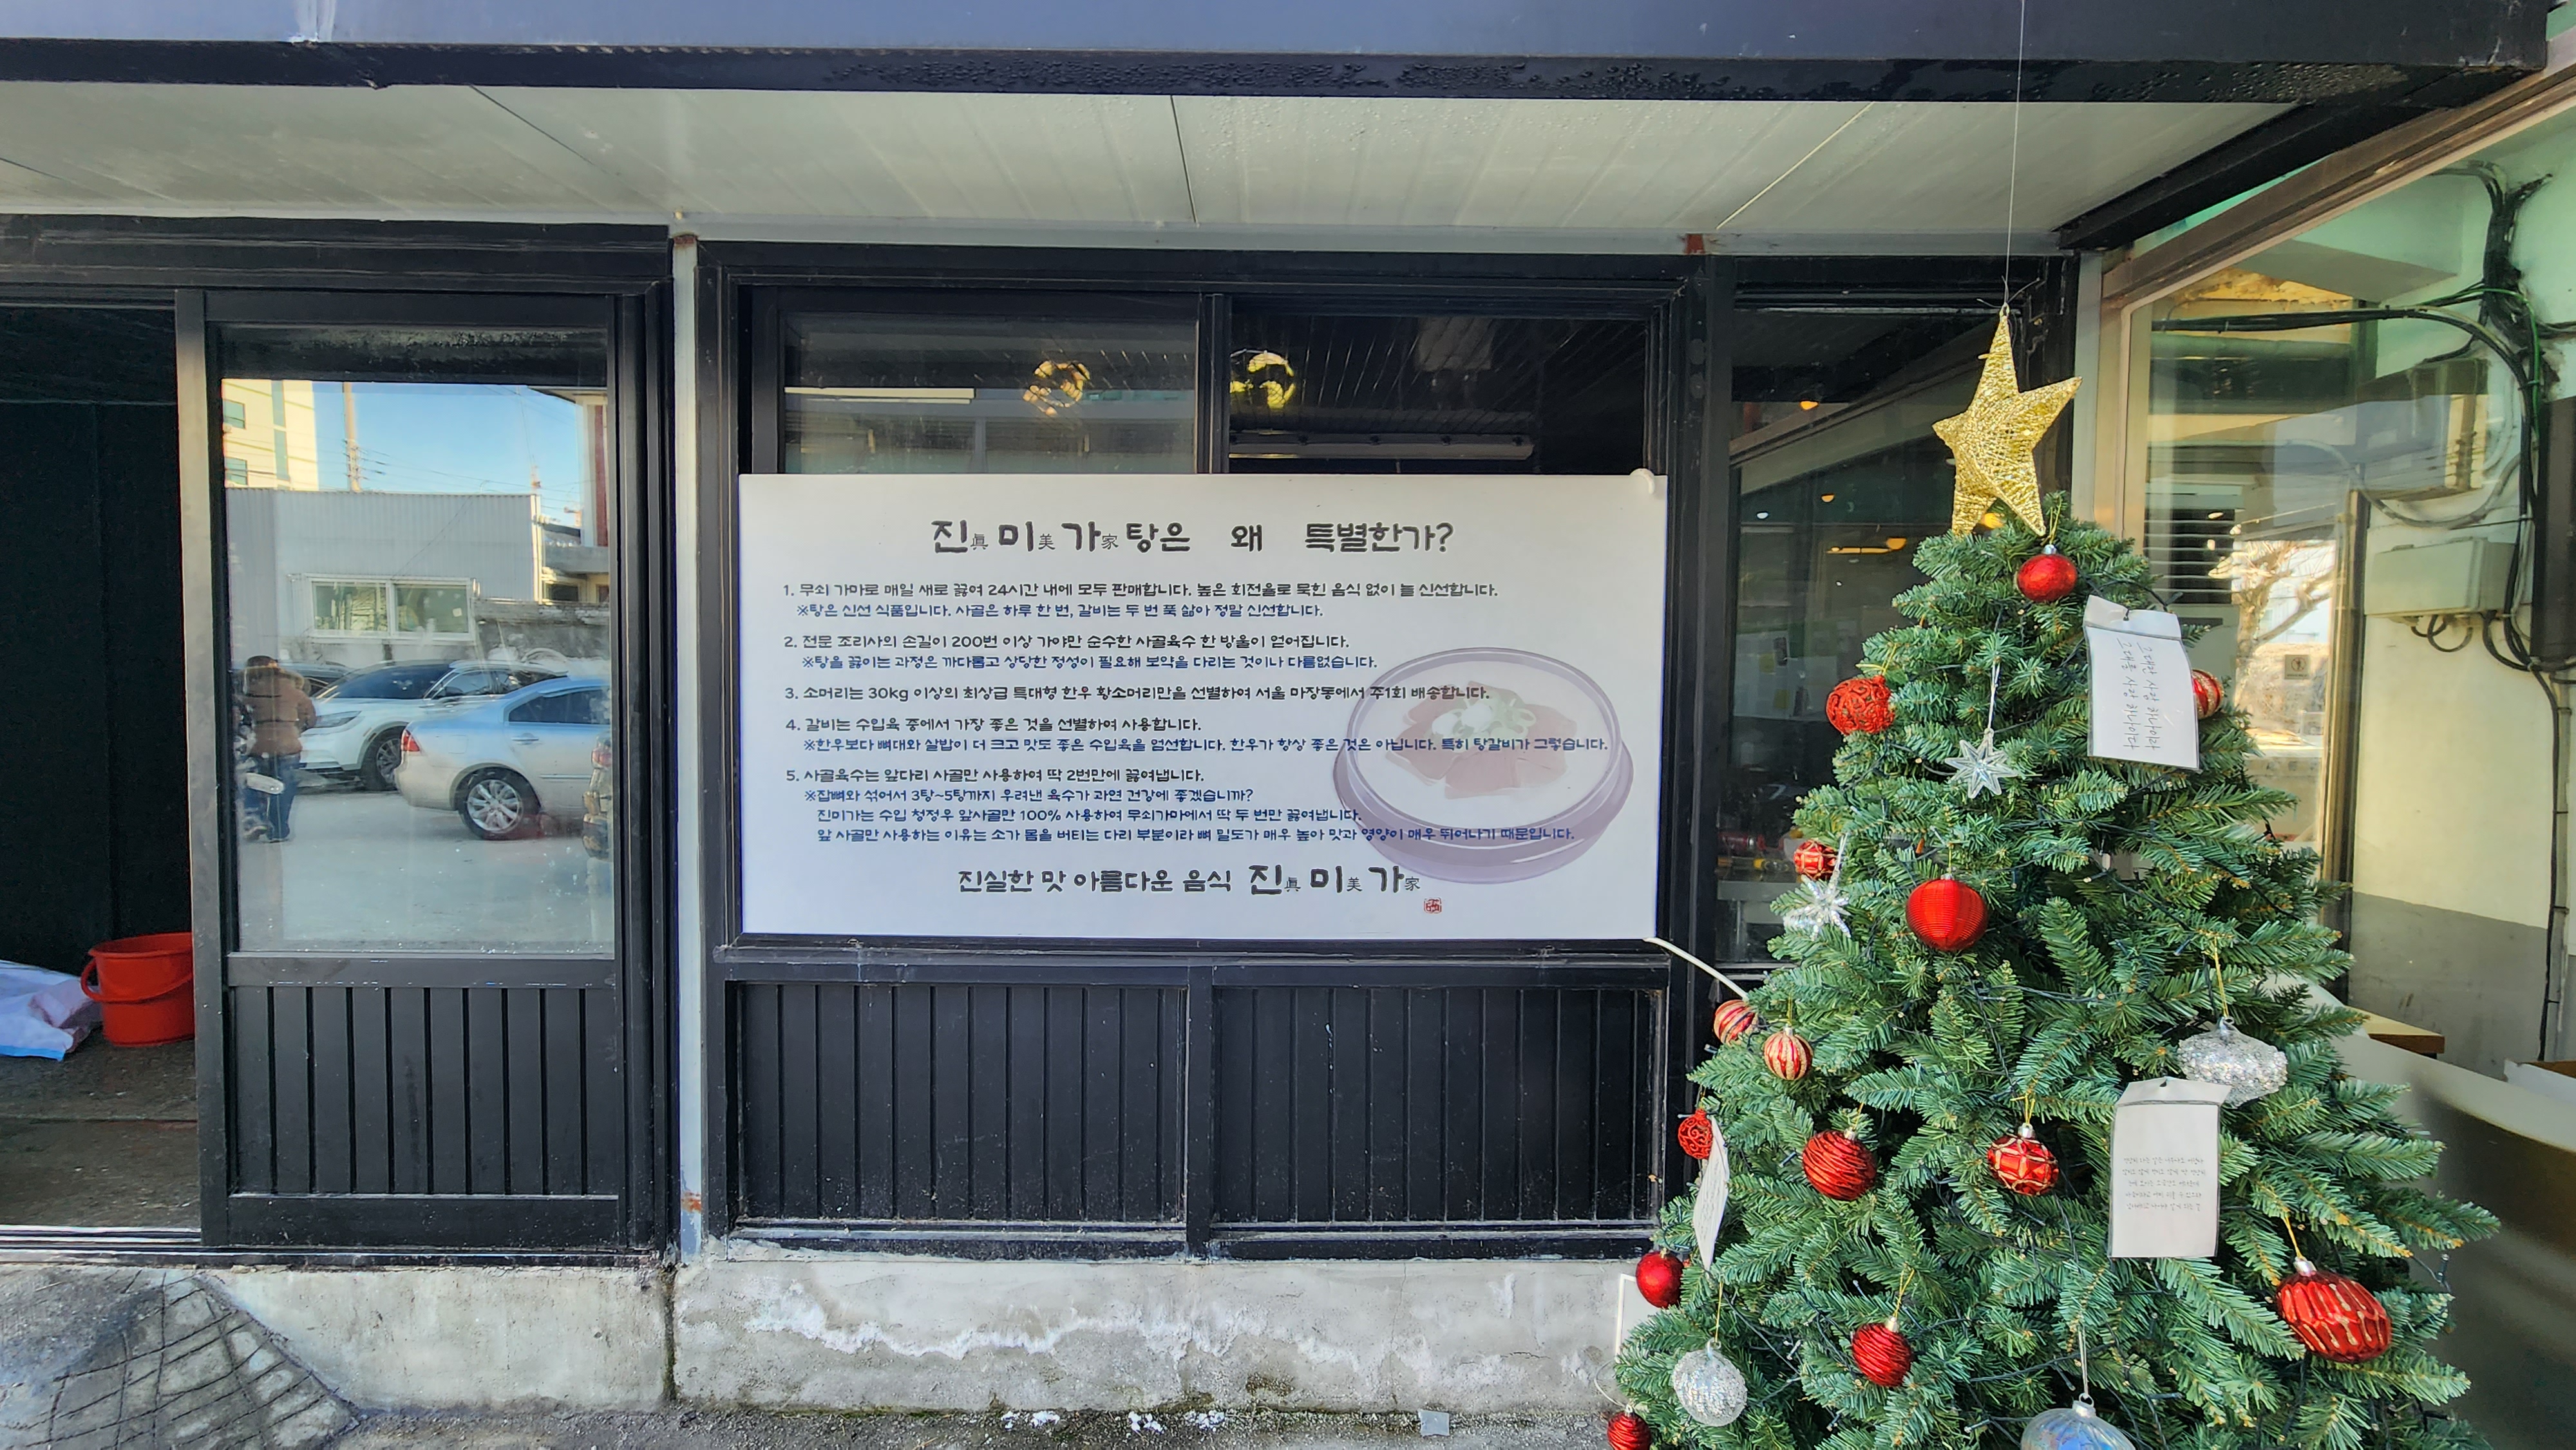 진眞 미美 가家 탕은 왜 특별한가?
1. 무쇠 가마로 매일 새로 끓여 24시간 내에 모두 판매합니다. 높은 회전율로 묵힌 음식 없이 늘 신선합니다.
※탕은 신선 식품입니다. 사골은 하루 한 번, 갈비는 두 번 푹 삶아 정말 신선합니다.
2. 전문 조리사의 손길이 200번 이상 가야만 순수한 사골육수 한 방울이 얻어집니다.
※탕을 끓이는 과정은 까다롭고 상당한 정성이 필요해 보약을 다리는 것이나 다름없습니다.
3. 소머리는 30kg 이상의 최상급 특대형 한우 황소머리만을 선별하여 서울 마장동에서 주1회 배송합니다.
4. 갈비는 수입육 중에서 가장 좋은 것을 선별하여 사용합니다.
※한우보다 뼈대와 살밥이 더 크고 맛도 좋은 수입육을 엄선합니다. 한우가 항상 좋은 것은 아닙니다. 특히 탕갈비가 그렇습니다.
5. 사골육수는 앞다리 사골만 사용하여 딱 2번만에 끓여냅니다.
※잡뼈와 섞어서 3탕~5탕까지 우려낸 육수가 과연 건강에 좋겠습니까?
진미가는 수입 청정우 앞사골만 100% 사용하여 무쇠가마에서 딱 두 번만 끓여냅니다.
앞 사골만 사용하는 이유는 소가 몸을 버티는 다리 부분이라 뼈 밀도가 매우 높아 맛과 영양이 매우 뛰어나기 때문입니다.
진실한 맛 아름다운 음식 진眞 미美 가家